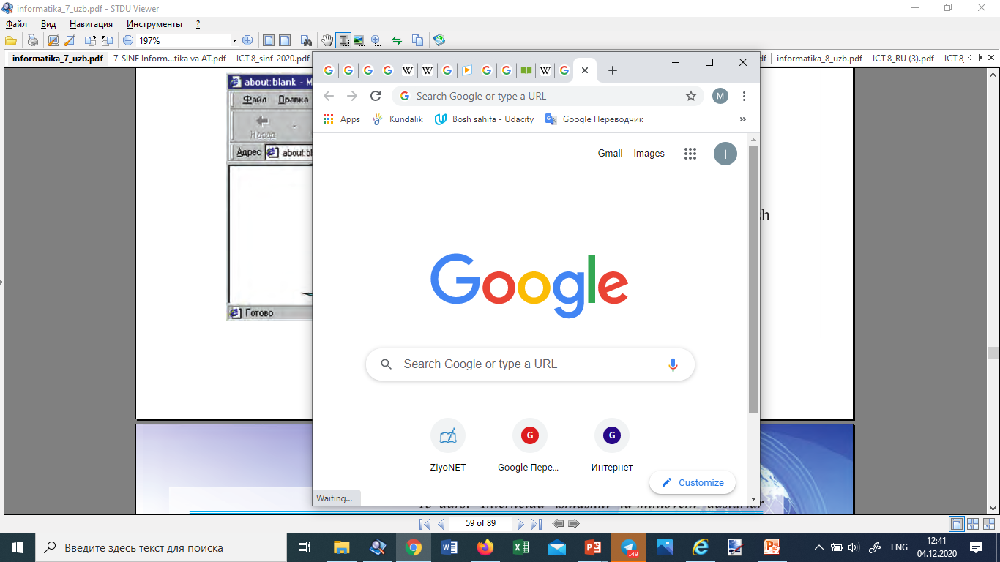 informatika_7_uzb.pdf - STDU Viewer
Файл Вид Навигация Инструменты ?
197%
informatika_7_uzb.pdf 7-SINF Inform...tika va AT.pdf ICT 8_sinf-2020.pdf df informatika_8_uzb.pdf ICT 8_RU (3).pdf ICT 8_
about:blank - M
Файл Правка
Назад
Адрес about:bl
Готово
Search Google or type a URL
M
Apps Kundalik Bosh sahifa - Udacity Google Переводчик »
Gmail Images I
Google
Search Google or type a URL
ZiyoNET Google Пере... Интернет
Customize
Waiting...
59 of 89
Введите здесь текст для поиска
ENG
12:41
04.12.2020